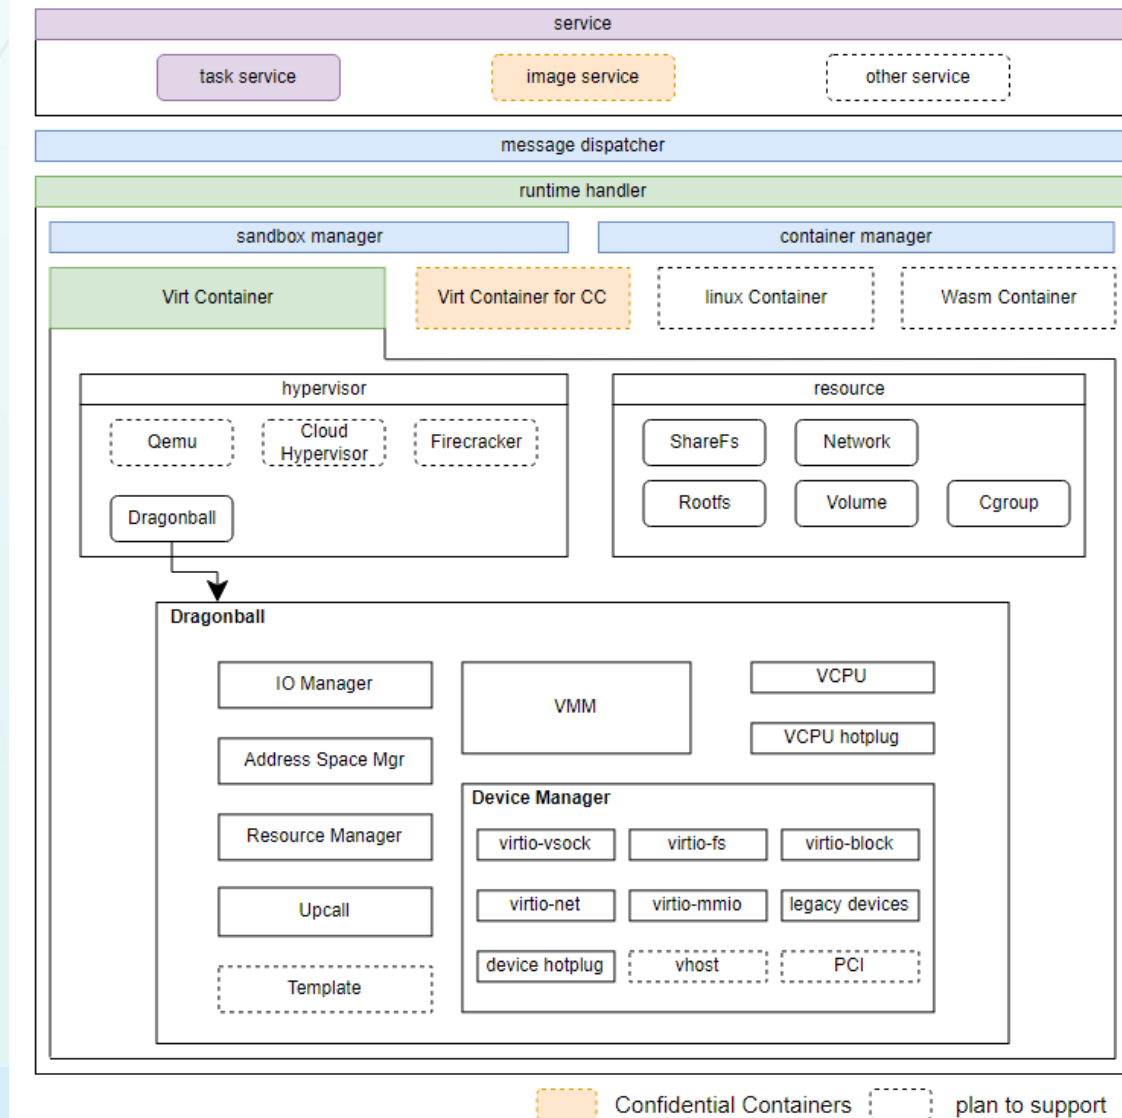 service
task service
image service
other service
message dispatcher
runtime handler
sandbox manager
container manager
Virt Container
Virt Container for CC
linux Container
Wasm Container
hypervisor
Qemu
Cloud
Hypervisor
Firecracker
Dragonball
resource
ShareFs
Network
Rootfs
Volume
Cgroup
Dragonball
IO Manager
Address Space Mgr
Resource Manager
Upcall
Template
VMM
VCPU
VCPU hotplug
Device Manager
virtio-vsock
virtio-fs
virtio-block
virtio-net
virtio-mmio
legacy devices
device hotplug
vhost
PCI
Confidential Containers
plan to support